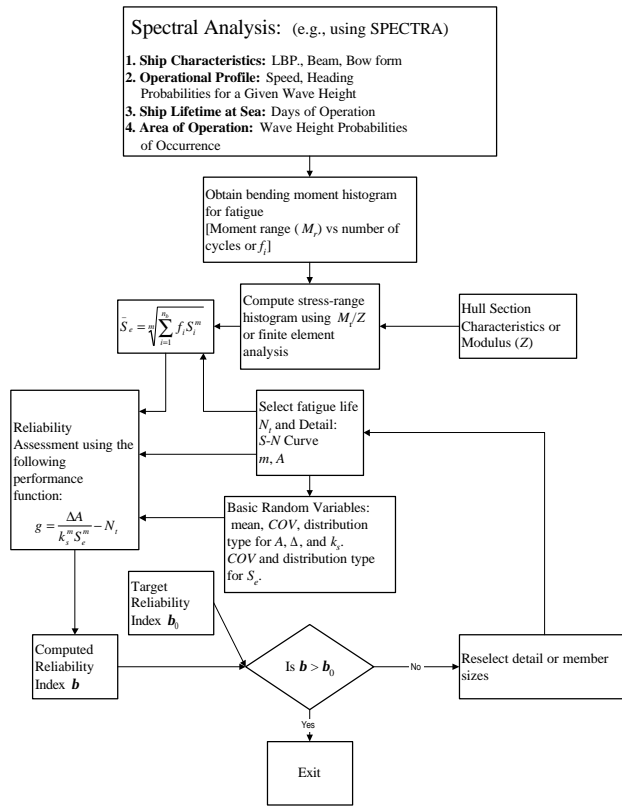 Spectral Analysis: (e.g., using SPECTRA)
1. Ship Characteristics: LBP., Beam, Bow form
2. Operational Profile: Speed, Heading
Probabilities for a Given Wave Height
3. Ship Lifetime at Sea: Days of Operation
4. Area of Operation: Wave Height Probabilities
of Occurrence
Obtain bending moment histogram
for fatigue
[Moment range ( M_r ) vs number of
cycles or f_i]
Compute stress-range
histogram using M_r/Z
or finite element
analysis
Hull Section
Characteristics or
Modulus (Z)
S̄_e = ᵐ√(∑_{i=1}^{n_b} f_i S_i^m)
Select fatigue life
N_t and Detail:
S-N Curve
m, A
Reliability
Assessment using the
following
performance
function:
g = ΔA / (k_s^m S_e^m) − N_t
Basic Random Variables:
mean, COV, distribution
type for A, Δ, and k_s.
COV and distribution type
for S_e.
Target
Reliability
Index b_0
Computed
Reliability
Index b
Is b > b_0
No
Reselect detail or member
sizes
Yes
Exit